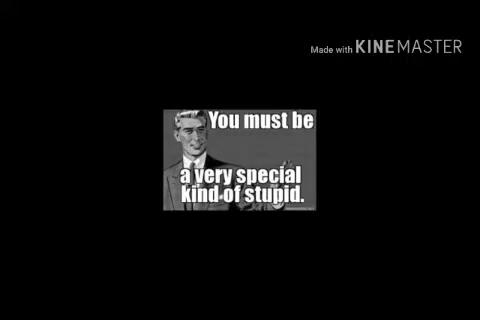 Made with KINEMASTER
You must be
a very special
kind of stupid.